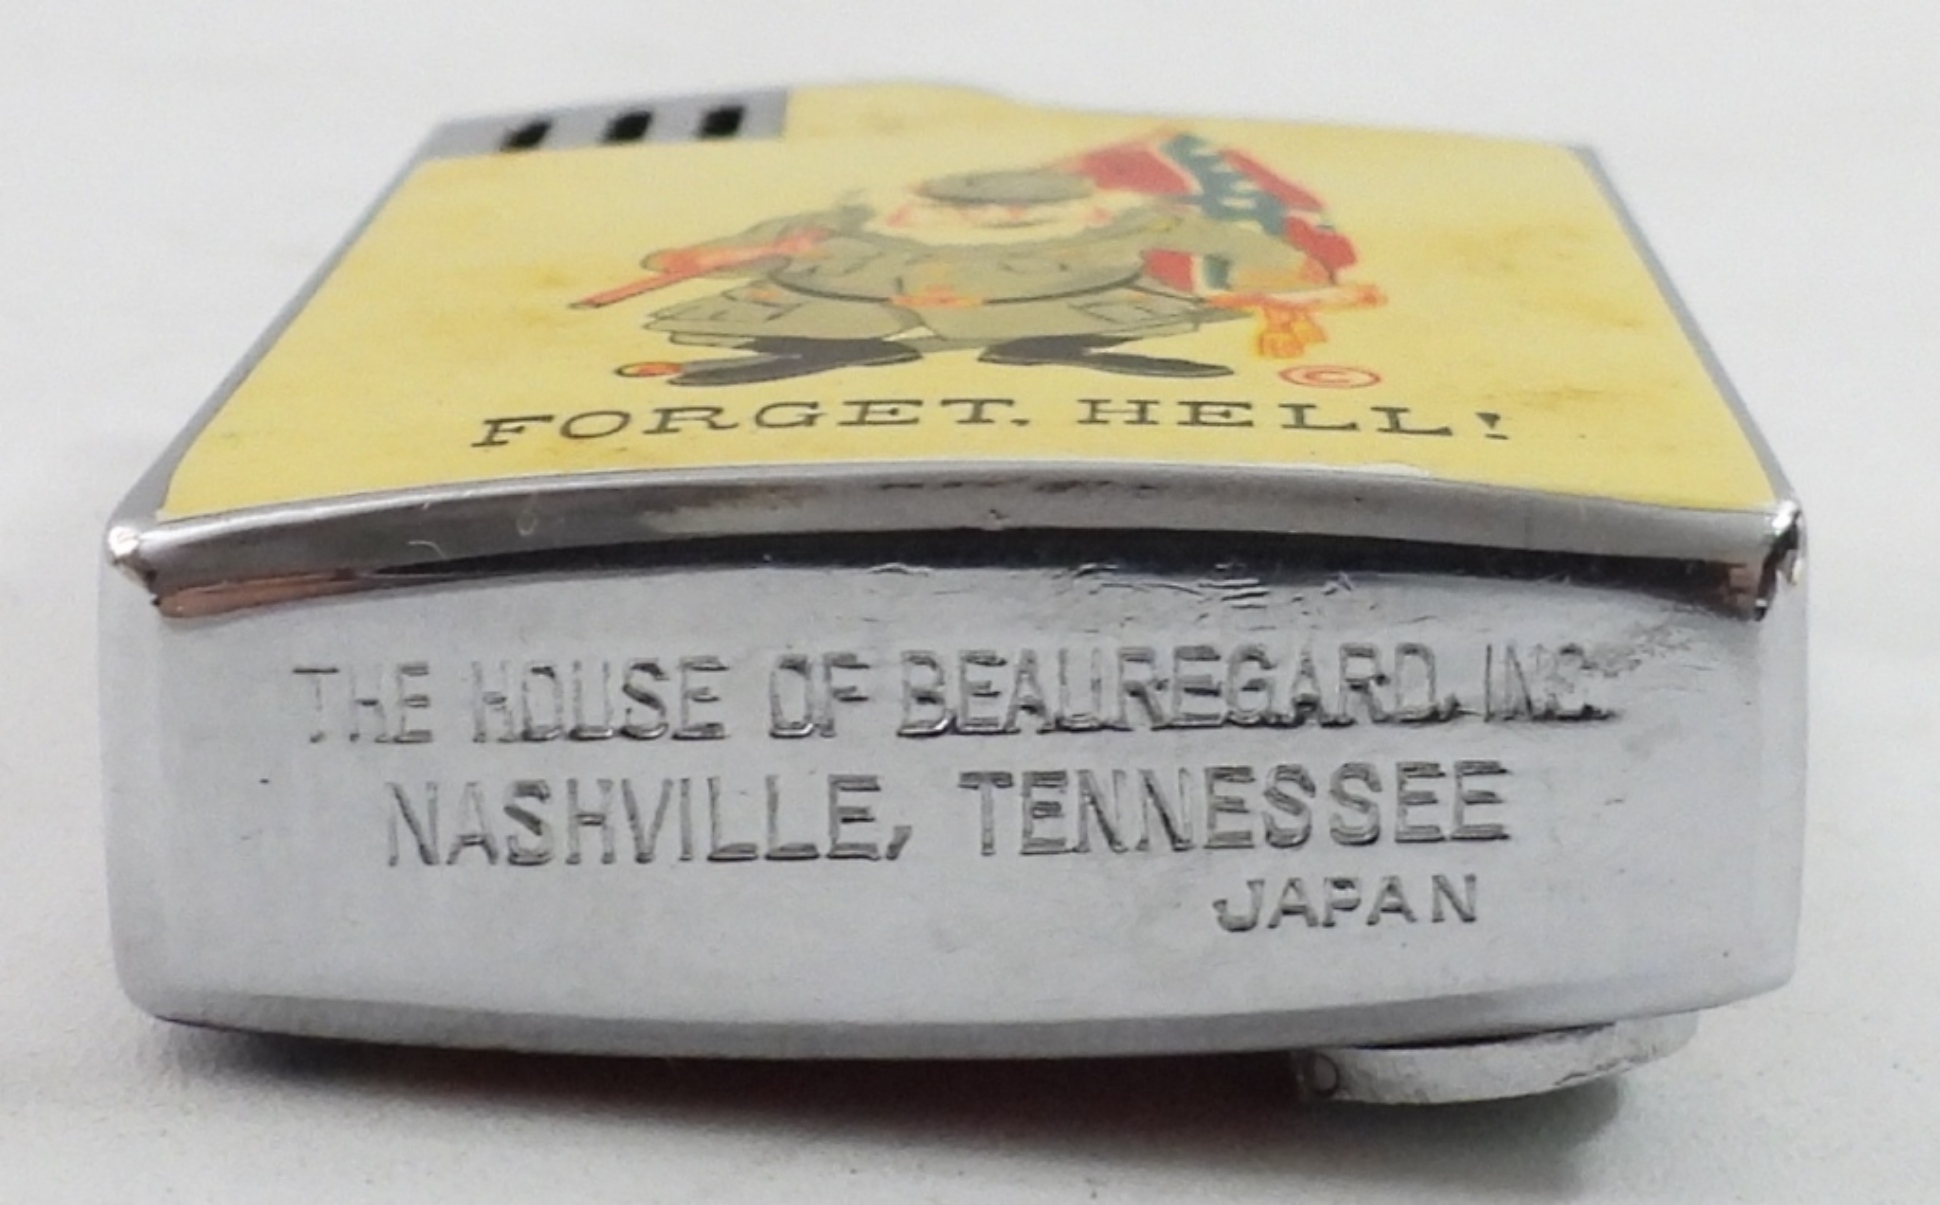 ©
FORGET, HELL!
THE HOUSE OF BEAUREGARD, INC.
NASHVILLE, TENNESSEE
JAPAN